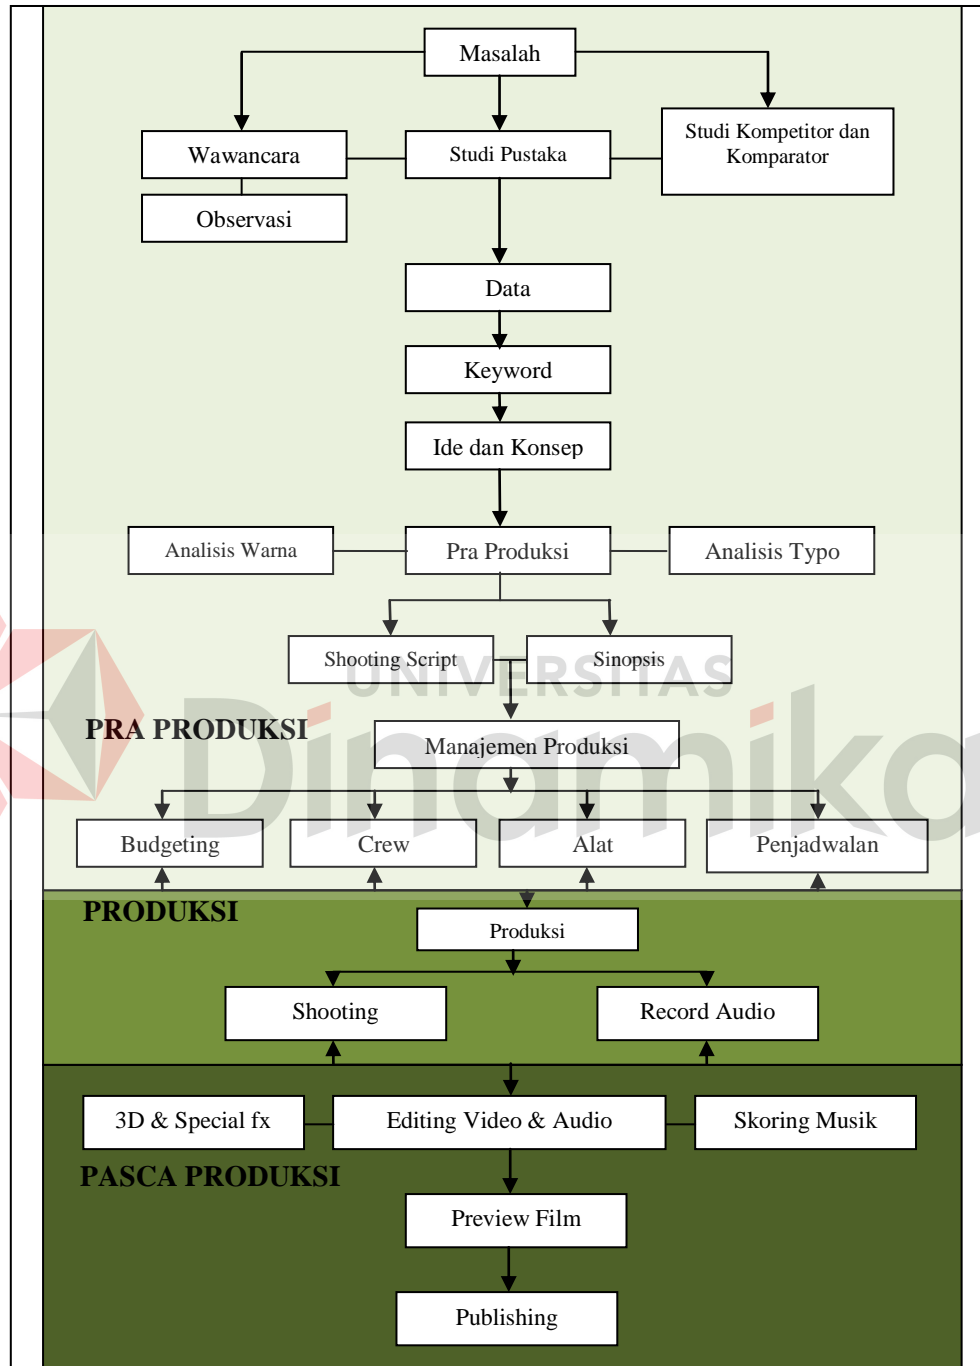 Masalah
Wawancara
Studi Pustaka
Studi Kompetitor dan
Komparator
Observasi
Data
Keyword
Ide dan Konsep
Analisis Warna
Pra Produksi
Analisis Typo
Shooting Script
Sinopsis
UNIVERSITAS
Dinamika
PRA PRODUKSI
Manajemen Produksi
Budgeting
Crew
Alat
Penjadwalan
PRODUKSI
Produksi
Shooting
Record Audio
3D & Special fx
Editing Video & Audio
Skoring Musik
PASCA PRODUKSI
Preview Film
Publishing